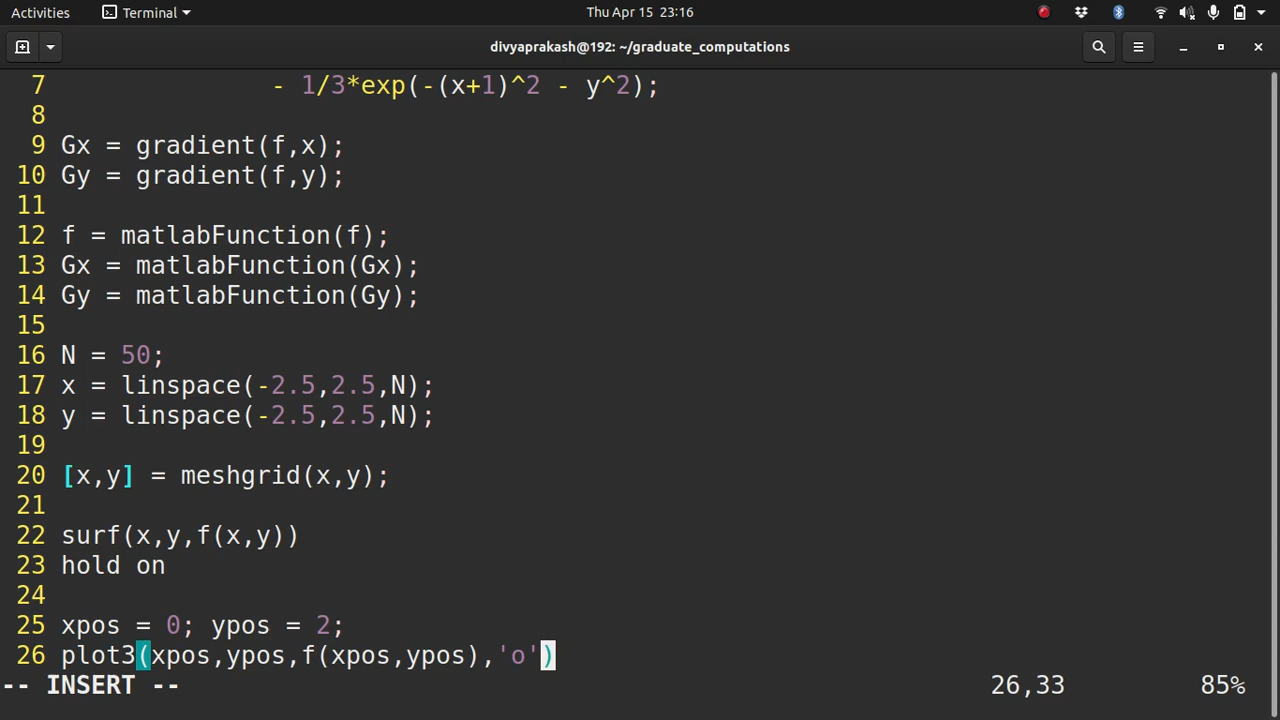 Activities Terminal Thu Apr 15 23:16
divyaprakash@192: ~/graduate_computations
7 - 1/3*exp(-(x+1)^2 - y^2);
8
9 Gx = gradient(f,x);
10 Gy = gradient(f,y);
11
12 f = matlabFunction(f);
13 Gx = matlabFunction(Gx);
14 Gy = matlabFunction(Gy);
15
16 N = 50;
17 x = linspace(-2.5,2.5,N);
18 y = linspace(-2.5,2.5,N);
19
20 [x,y] = meshgrid(x,y);
21
22 surf(x,y,f(x,y))
23 hold on
24
25 xpos = 0; ypos = 2;
26 plot3(xpos,ypos,f(xpos,ypos),'o')
-- INSERT -- 26,33 85%